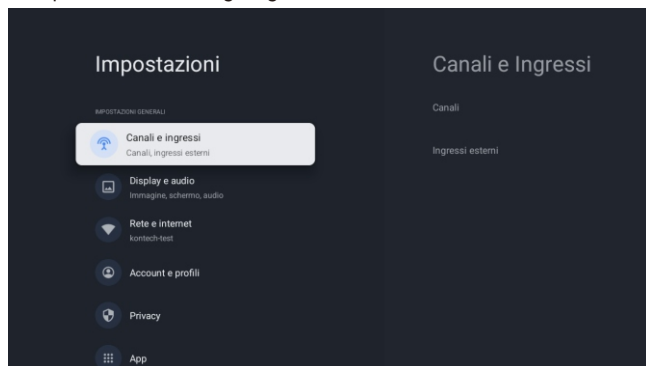 Impostazioni
IMPOSTAZIONI GENERALI
Canali e ingressi
Canali, ingressi esterni
Display e audio
Immagine, schermo, audio
Rete e internet
kontech-test
Account e profili
Privacy
App
Canali e Ingressi
Canali
Ingressi esterni